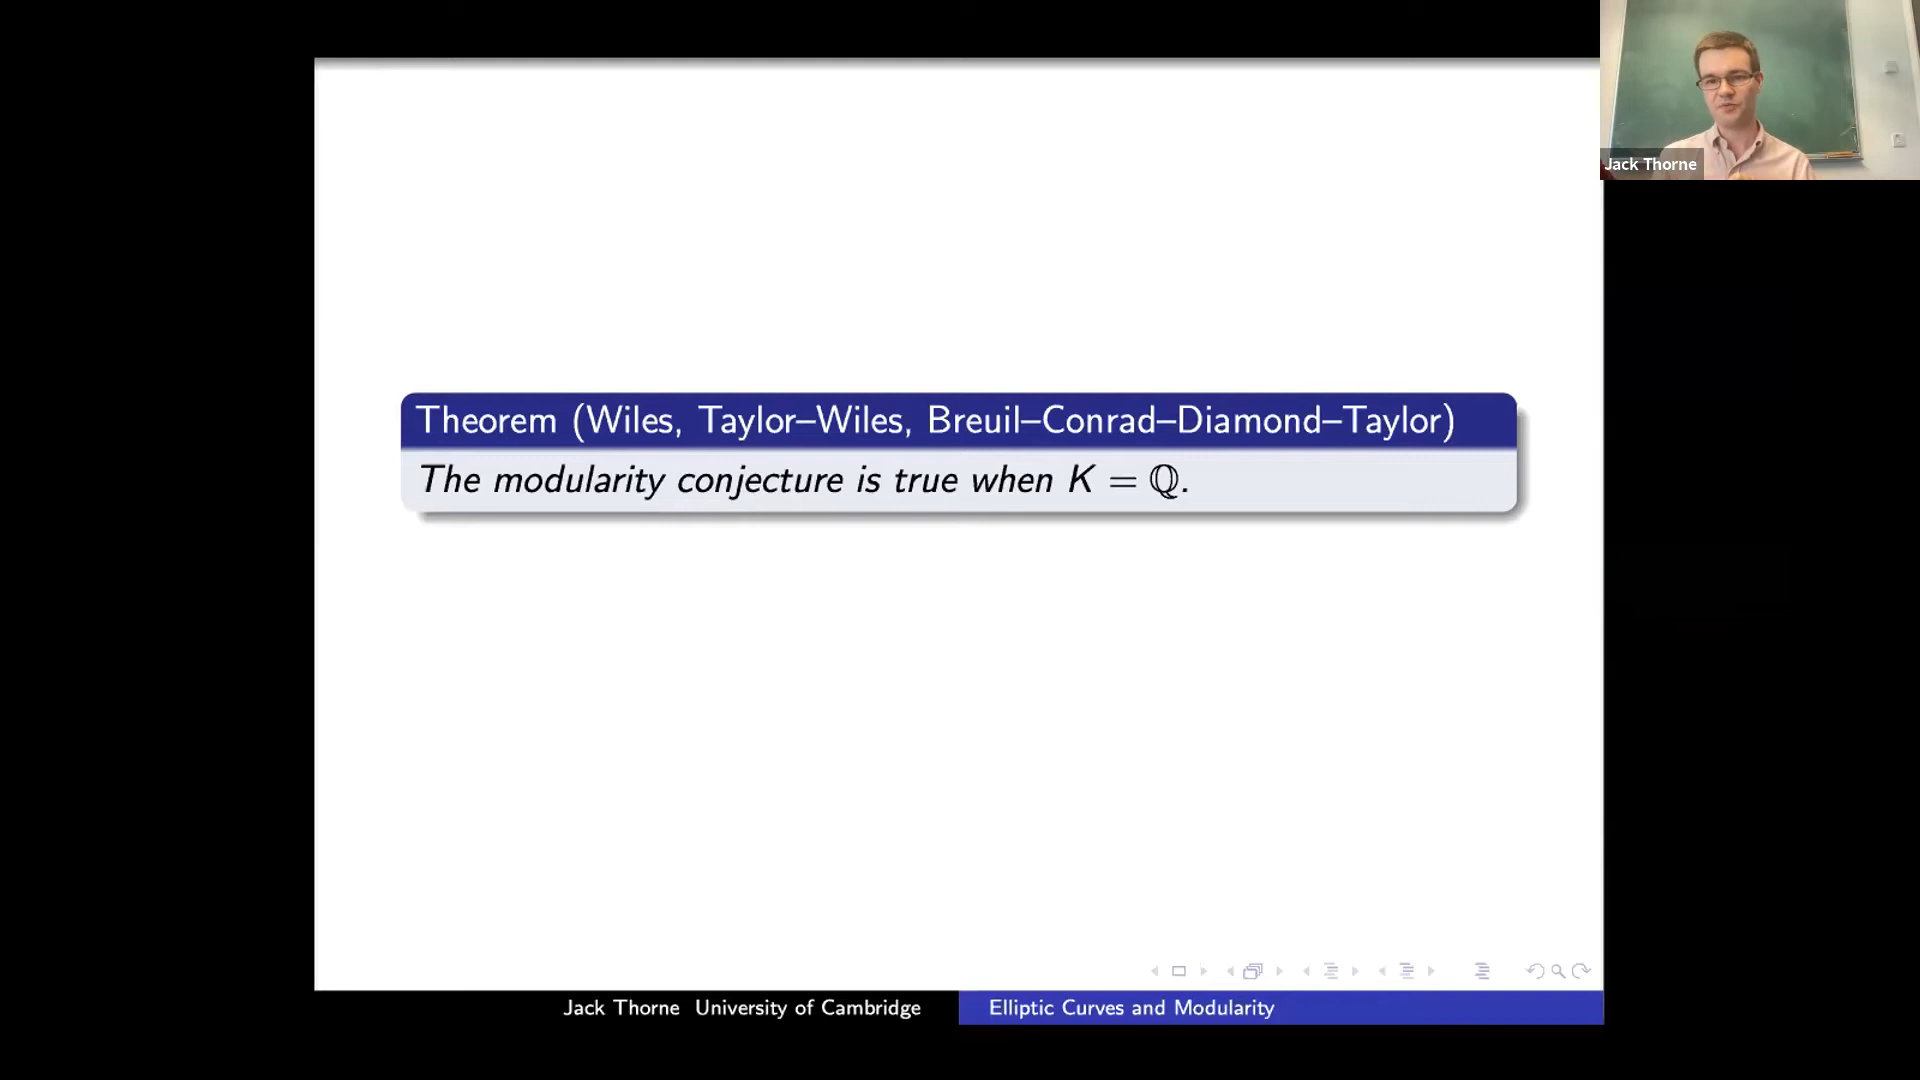 Jack Thorne
Theorem (Wiles, Taylor–Wiles, Breuil–Conrad–Diamond–Taylor)
The modularity conjecture is true when K = ℚ.
Jack Thorne University of Cambridge
Elliptic Curves and Modularity